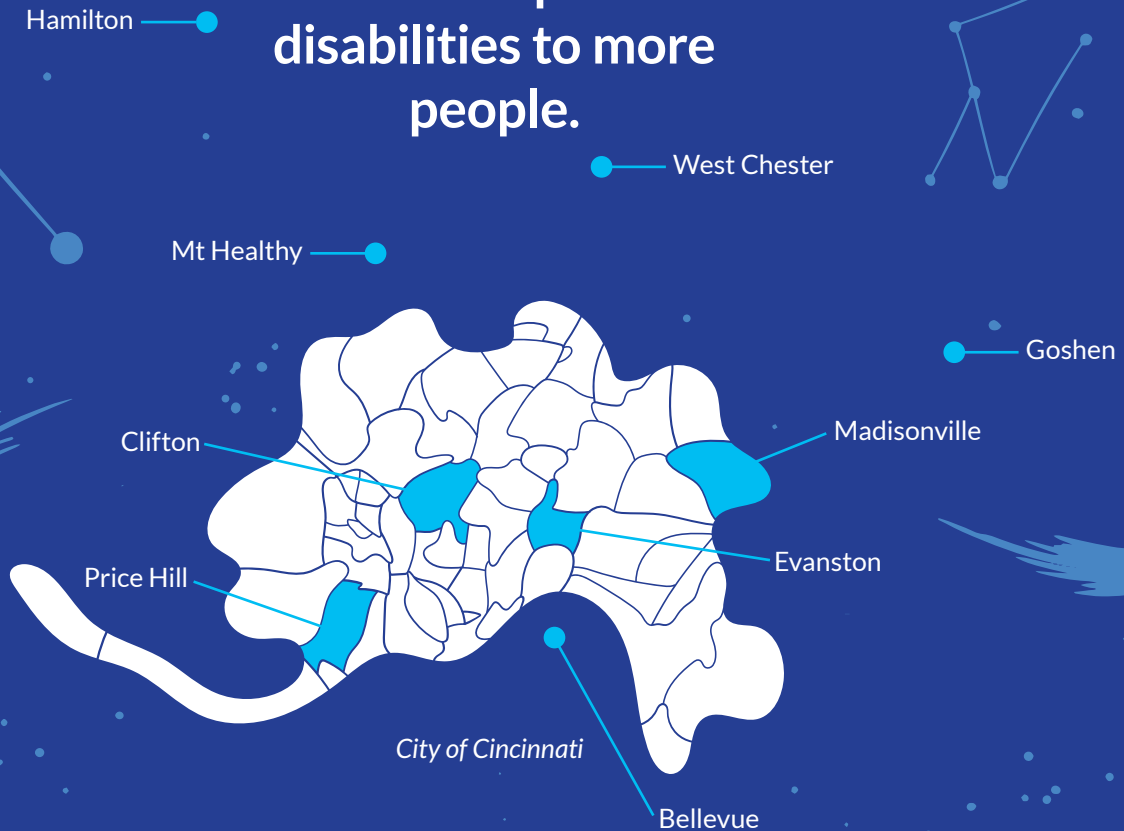 Hamilton
disabilities to more
people.
West Chester
Mt Healthy
Goshen
Clifton
Madisonville
Evanston
Price Hill
City of Cincinnati
Bellevue